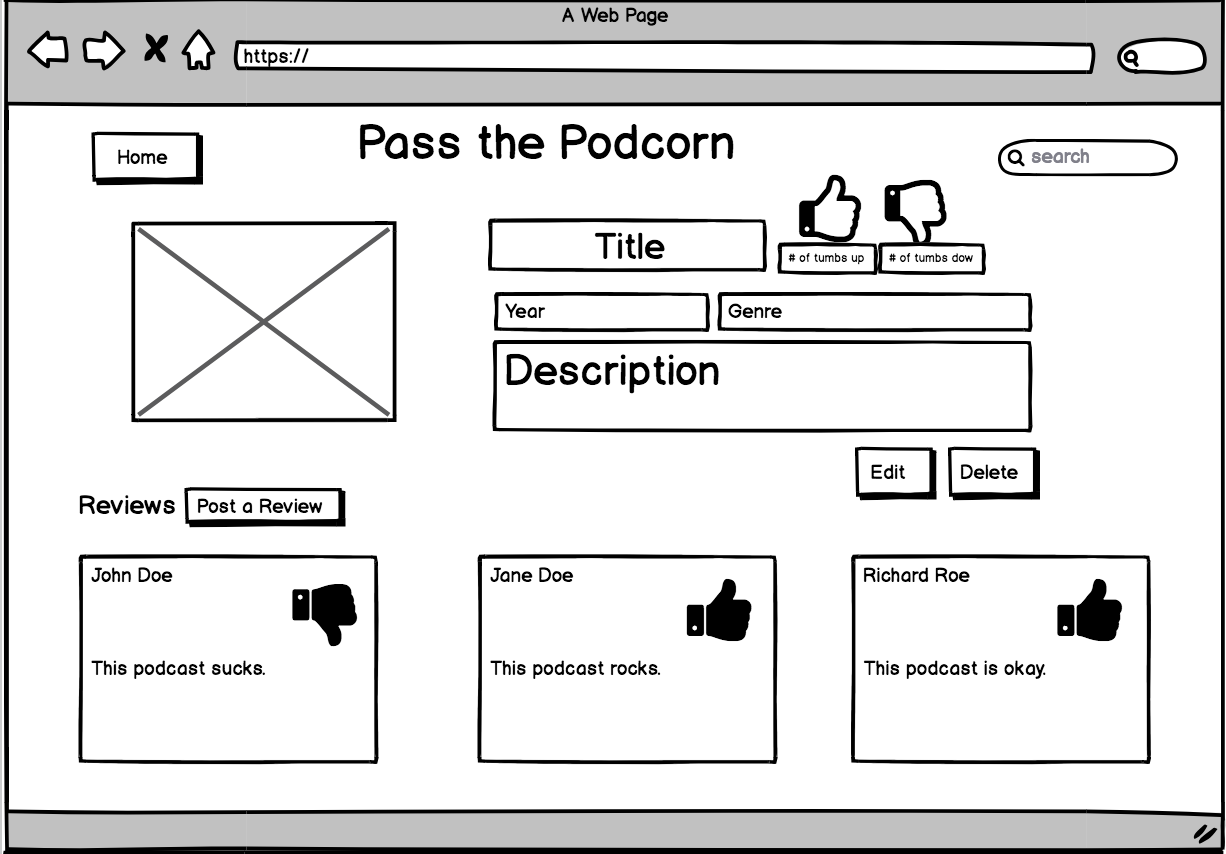 A Web Page
https://
Pass the Podcorn
Home
search
Title
# of tumbs up
# of tumbs dow
Year
Genre
Description
Edit
Delete
Reviews
Post a Review
John Doe
This podcast sucks.
Jane Doe
This podcast rocks.
Richard Roe
This podcast is okay.